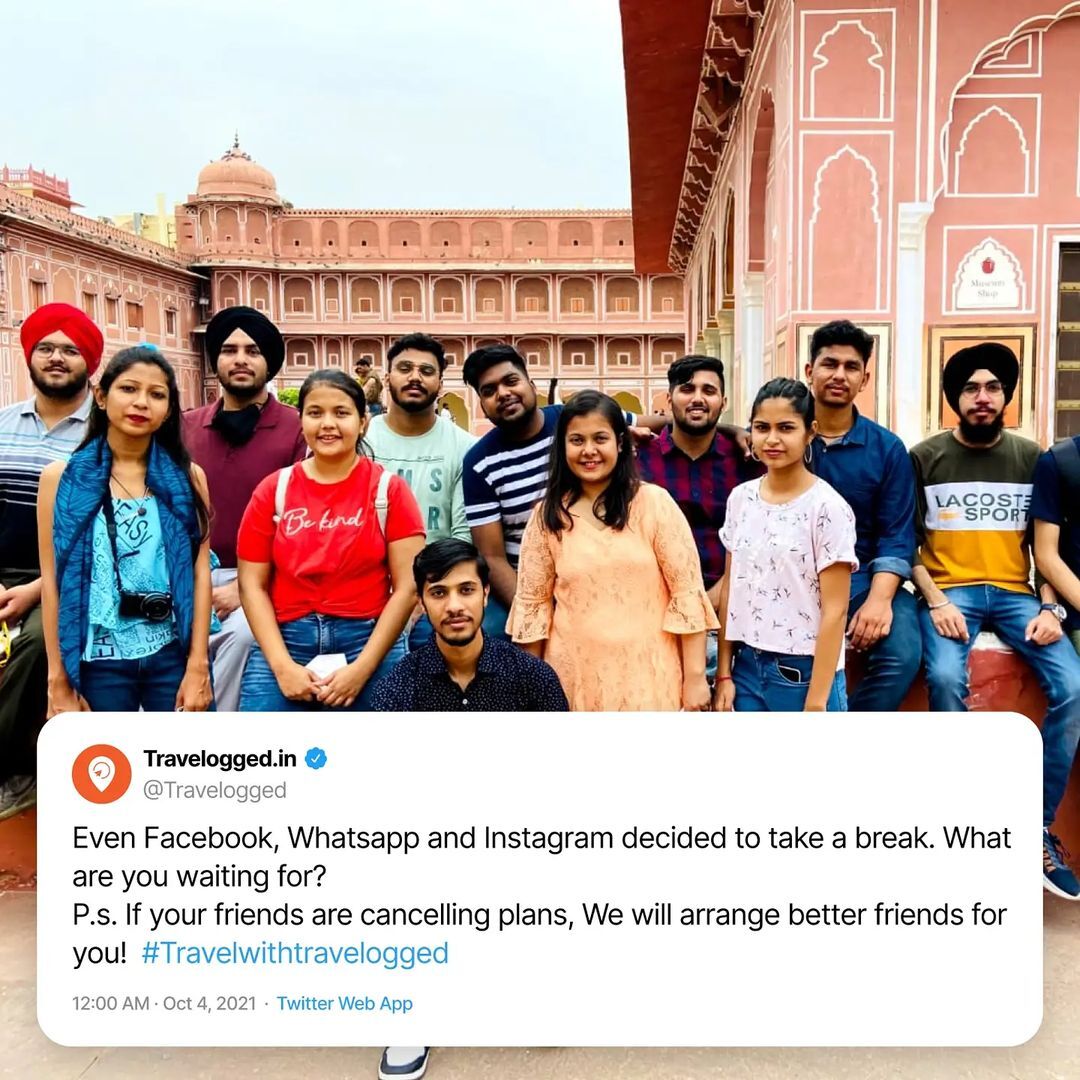 Museum
Shop
Be kind
U S
R
EASY
LACOSTE
SPORT
Travelogged.in
@Travelogged
Even Facebook, Whatsapp and Instagram decided to take a break. What
are you waiting for?
P.s. If your friends are cancelling plans, We will arrange better friends for
you! #Travelwithtravelogged
12:00 AM · Oct 4, 2021 · Twitter Web App